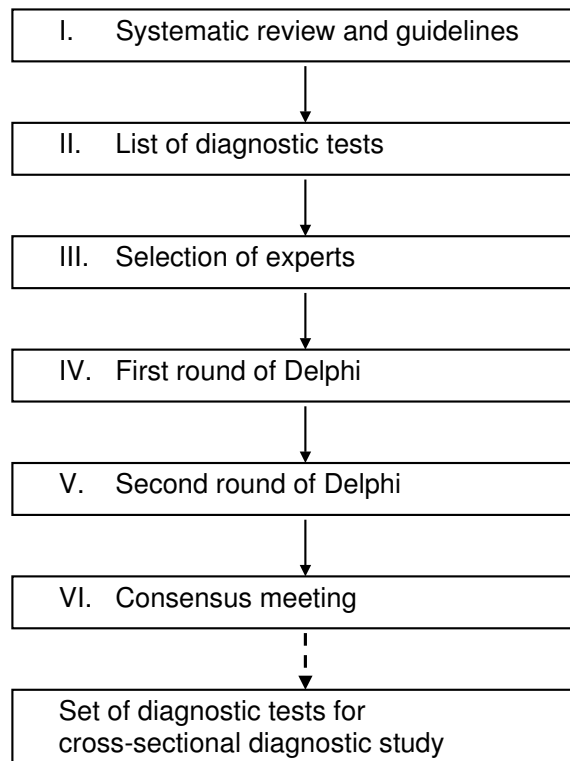 I. Systematic review and guidelines
II. List of diagnostic tests
III. Selection of experts
IV. First round of Delphi
V. Second round of Delphi
VI. Consensus meeting
Set of diagnostic tests for
cross-sectional diagnostic study